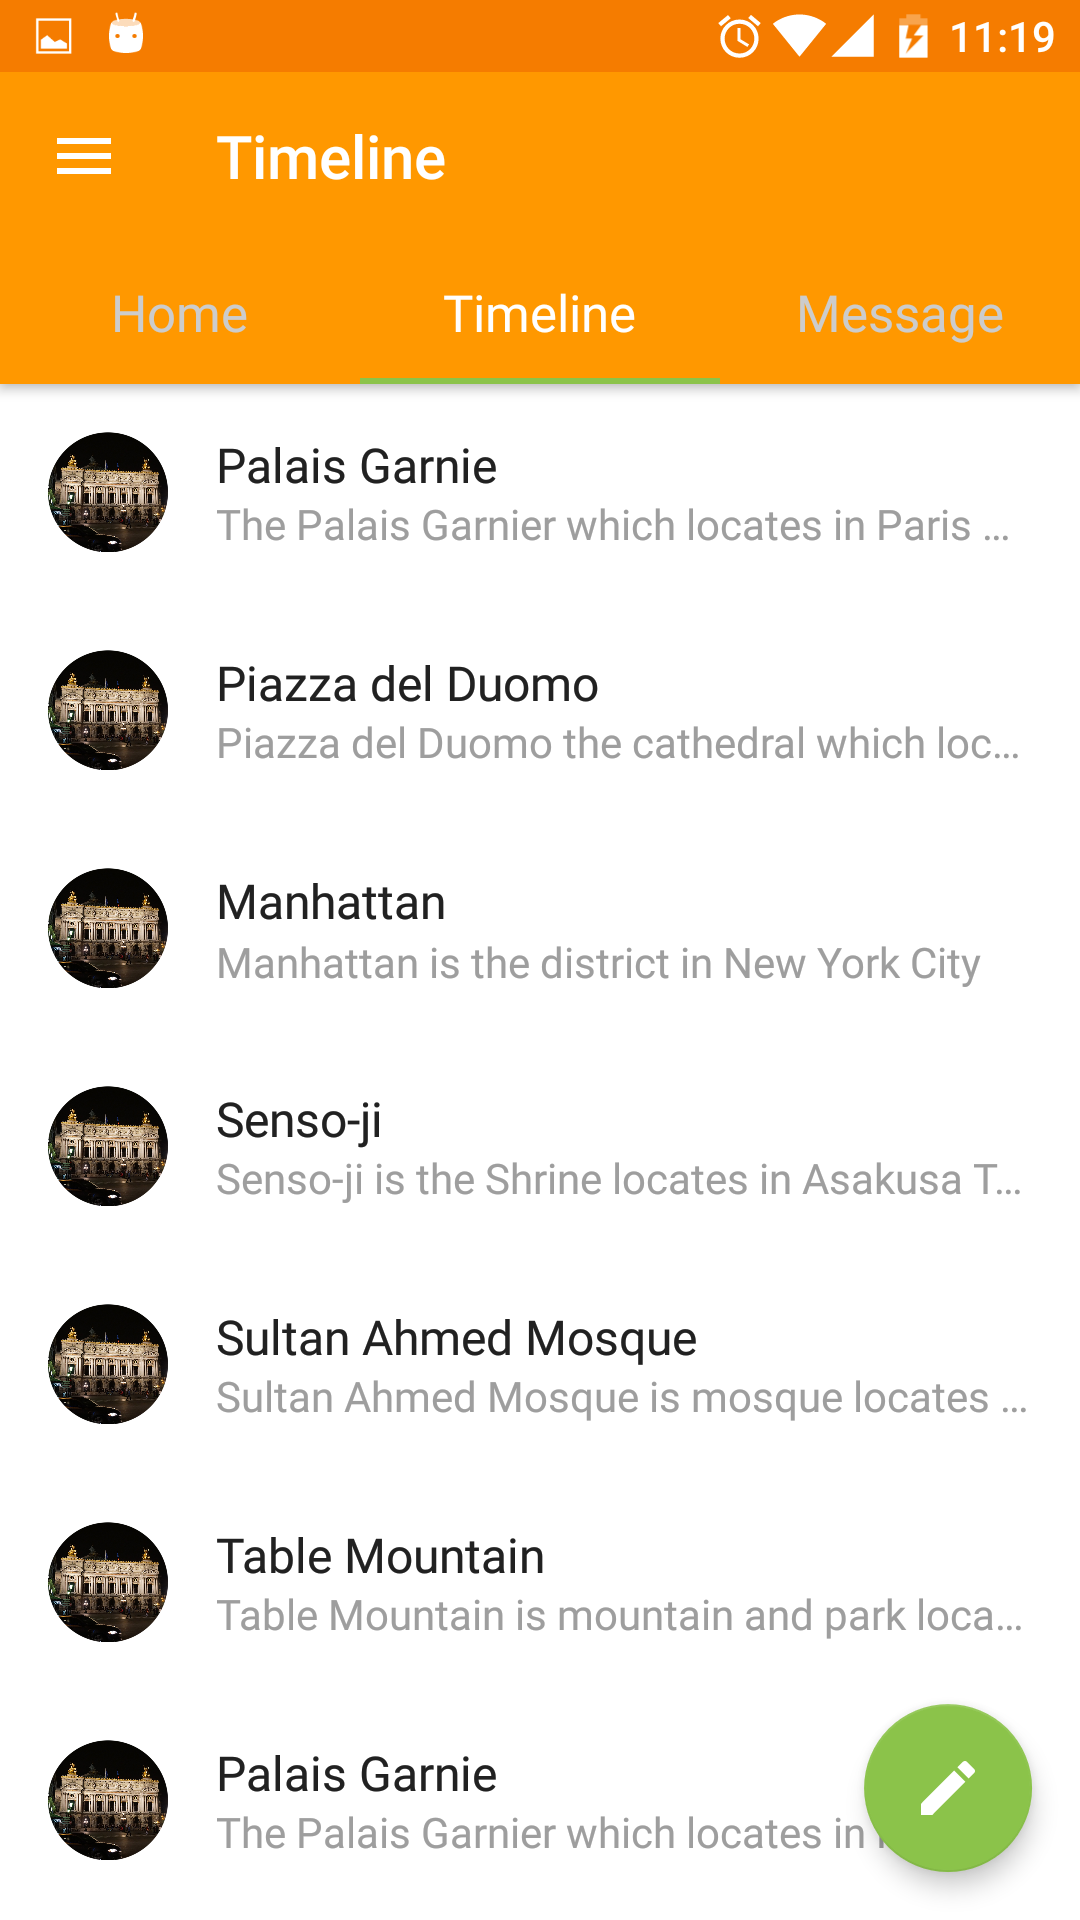 11:19
Timeline
Home Timeline Message
Palais Garnie
The Palais Garnier which locates in Paris ...
Piazza del Duomo
Piazza del Duomo the cathedral which loc...
Manhattan
Manhattan is the district in New York City
Senso-ji
Senso-ji is the Shrine locates in Asakusa T...
Sultan Ahmed Mosque
Sultan Ahmed Mosque is mosque locates ...
Table Mountain
Table Mountain is mountain and park loca...
Palais Garnie
The Palais Garnier which locates in